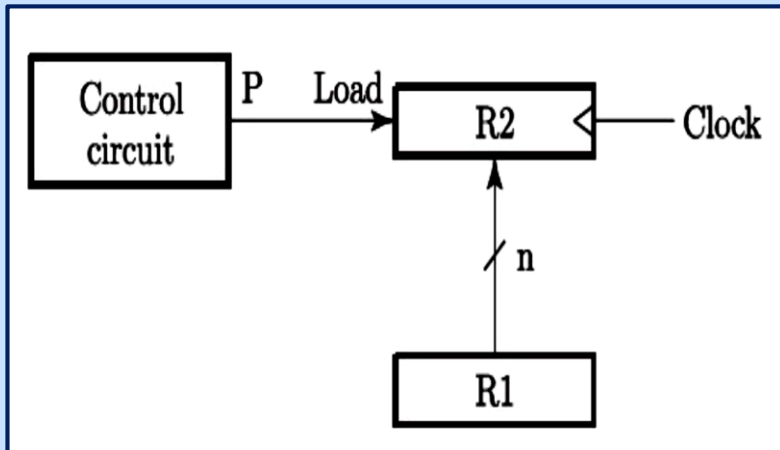 Control
circuit
P
Load
R2
Clock
n
R1